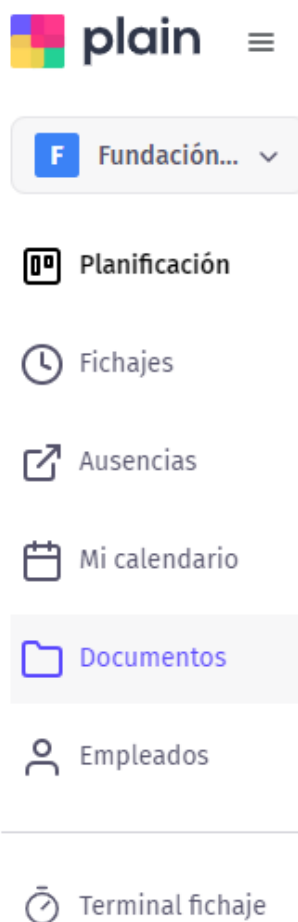 plain
F Fundación...
Planificación
Fichajes
Ausencias
Mi calendario
Documentos
Empleados
Terminal fichaje